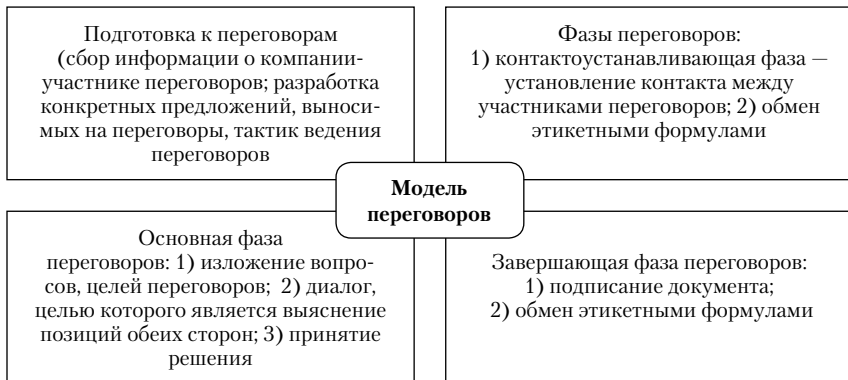 Подготовка к переговорам
(сбор информации о компании-
участнике переговоров; разработка
конкретных предложений, выноси-
мых на переговоры, тактик ведения
переговоров
Фазы переговоров:
1) контактоустанавливающая фаза —
установление контакта между
участниками переговоров; 2) обмен
этикетными формулами
Модель
переговоров
Основная фаза
переговоров: 1) изложение вопро-
сов, целей переговоров; 2) диалог,
целью которого является выяснение
позиций обеих сторон; 3) принятие
решения
Завершающая фаза переговоров:
1) подписание документа;
2) обмен этикетными формулами